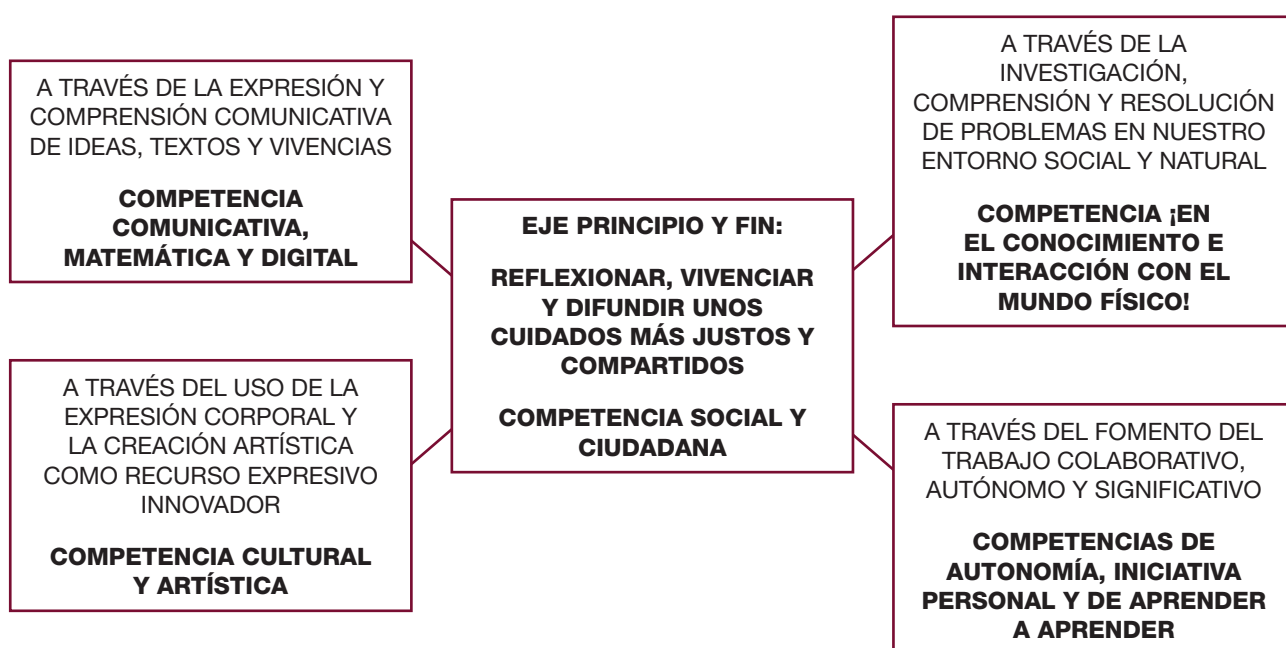 A TRAVÉS DE LA EXPRESIÓN Y
COMPRENSIÓN COMUNICATIVA
DE IDEAS, TEXTOS Y VIVENCIAS
COMPETENCIA
COMUNICATIVA,
MATEMÁTICA Y DIGITAL
A TRAVÉS DEL USO DE LA
EXPRESIÓN CORPORAL Y
LA CREACIÓN ARTÍSTICA
COMO RECURSO EXPRESIVO
INNOVADOR
COMPETENCIA CULTURAL
Y ARTÍSTICA
EJE PRINCIPIO Y FIN:
REFLEXIONAR, VIVENCIAR
Y DIFUNDIR UNOS
CUIDADOS MÁS JUSTOS Y
COMPARTIDOS
COMPETENCIA SOCIAL Y
CIUDADANA
A TRAVÉS DE LA
INVESTIGACIÓN,
COMPRENSIÓN Y RESOLUCIÓN
DE PROBLEMAS EN NUESTRO
ENTORNO SOCIAL Y NATURAL
COMPETENCIA ¡EN
EL CONOCIMIENTO E
INTERACCIÓN CON EL
MUNDO FÍSICO!
A TRAVÉS DEL FOMENTO DEL
TRABAJO COLABORATIVO,
AUTÓNOMO Y SIGNIFICATIVO
COMPETENCIAS DE
AUTONOMÍA, INICIATIVA
PERSONAL Y DE APRENDER
A APRENDER